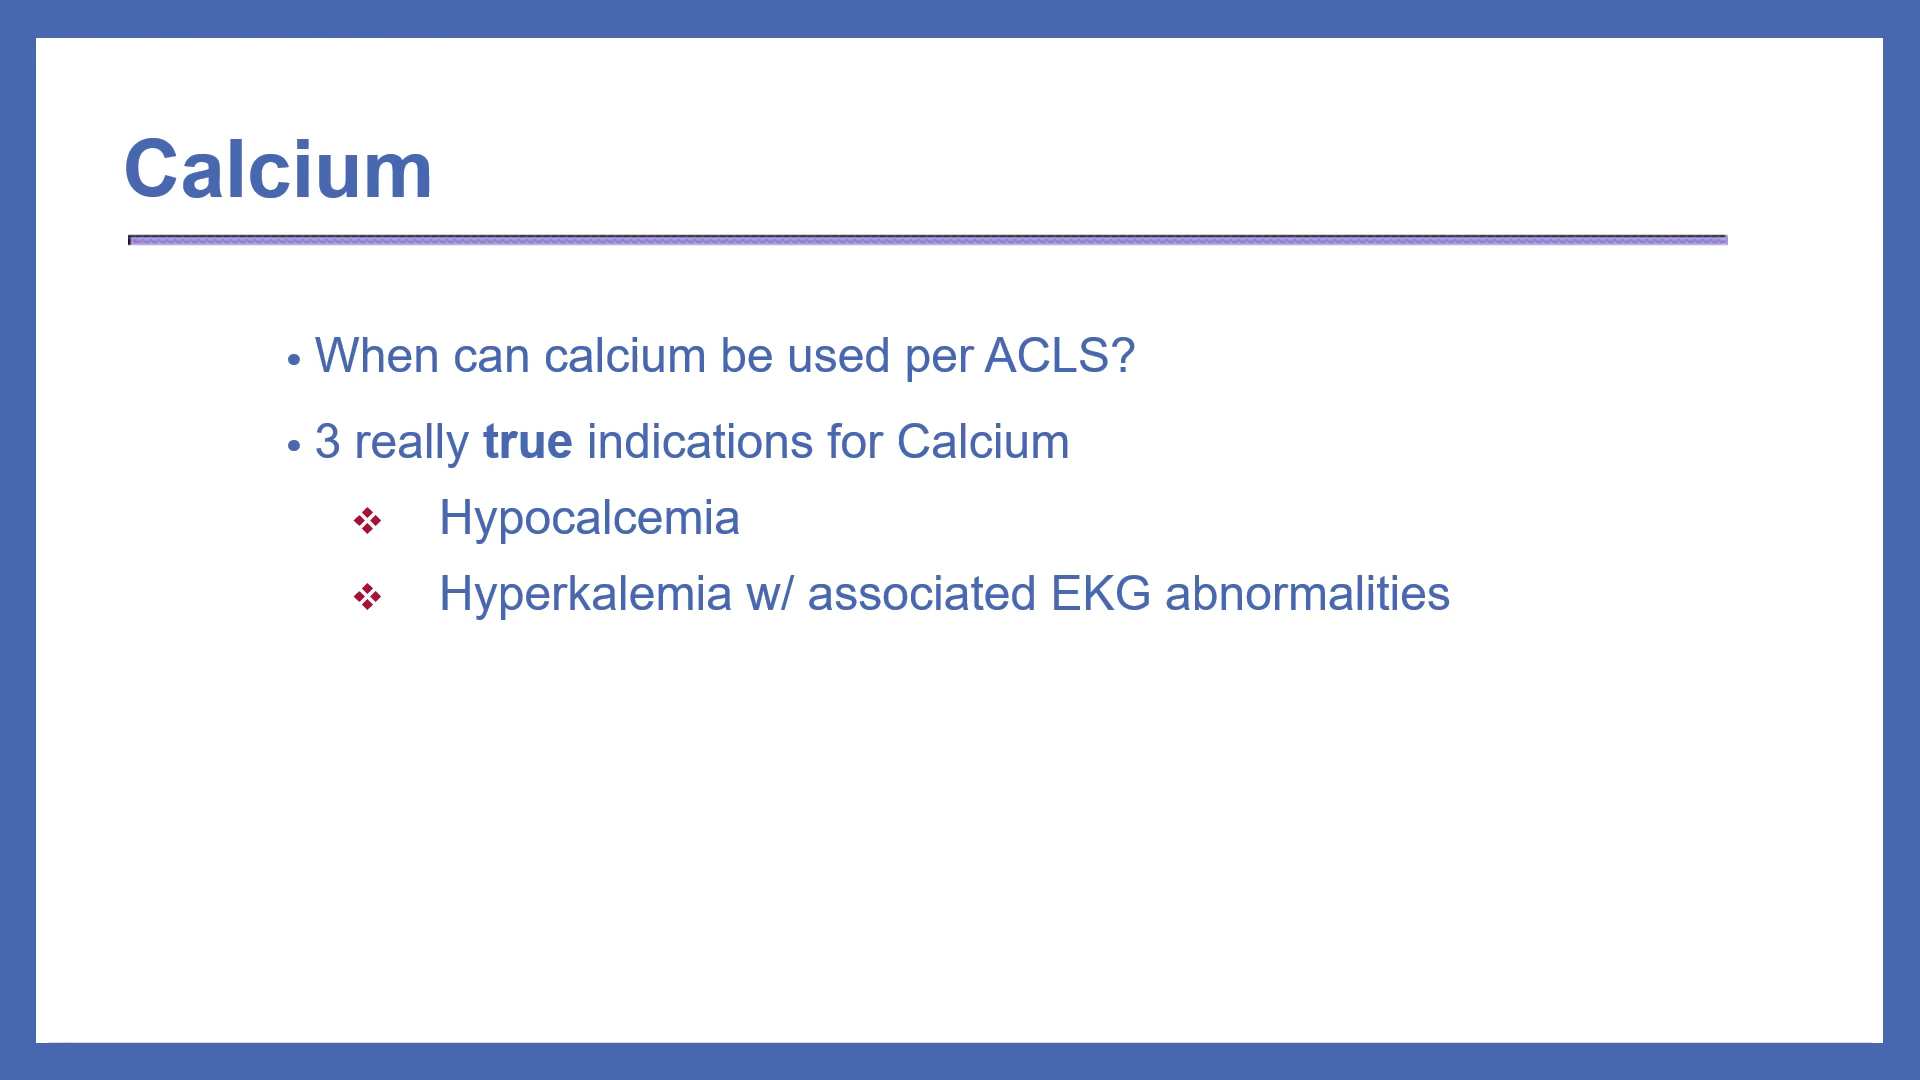 Calcium
• When can calcium be used per ACLS?
• 3 really true indications for Calcium
❖ Hypocalcemia
❖ Hyperkalemia w/ associated EKG abnormalities